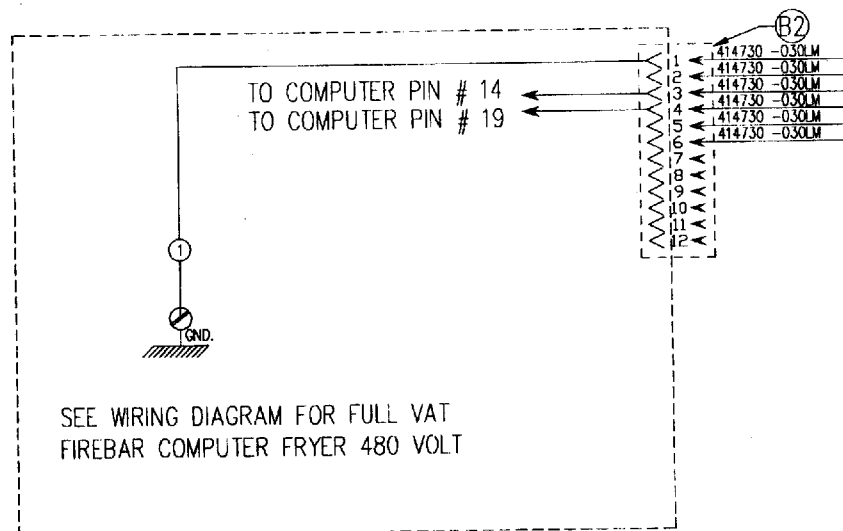 B2
414730 -030LM
1
414730 -030LM
2
414730 -030LM
TO COMPUTER PIN # 14
3
414730 -030LM
TO COMPUTER PIN # 19
4
414730 -030LM
5
414730 -030LM
6
7
8
9
10
11
12
1
GND.
SEE WIRING DIAGRAM FOR FULL VAT
FIREBAR COMPUTER FRYER 480 VOLT